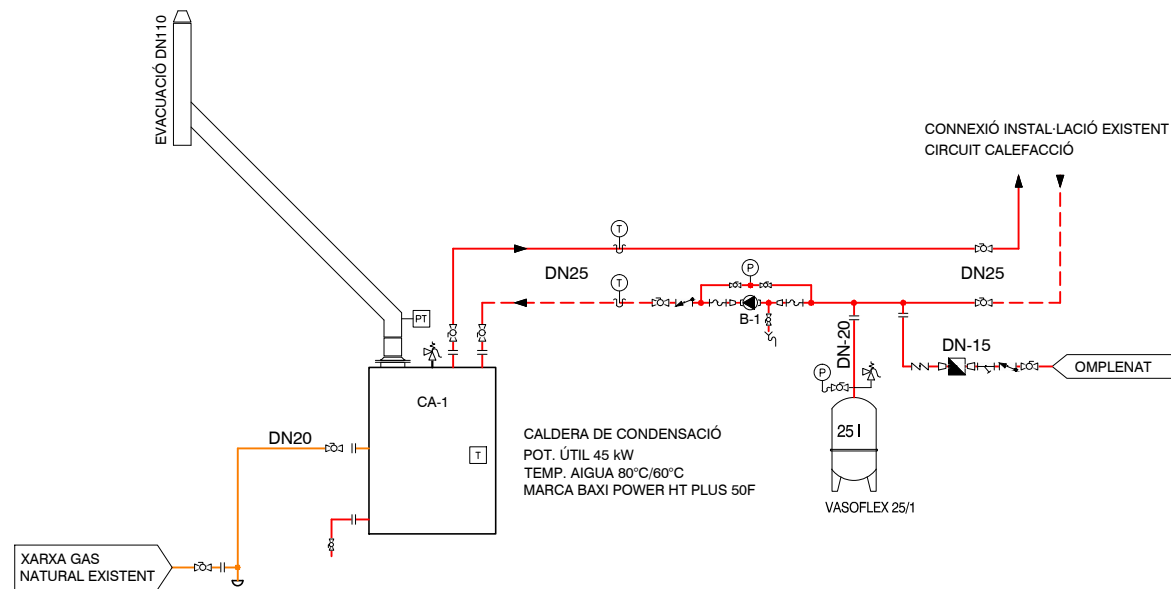 EVACUACIÓ DN110
CONNEXIÓ INSTAL·LACIÓ EXISTENT
CIRCUIT CALEFACCIÓ
T
DN25
T
P
DN25
B-1
PT
DN-20
DN-15
OMPLENAT
P
CA-1
25 l
DN20
T
CALDERA DE CONDENSACIÓ
POT. ÚTIL 45 kW
TEMP. AIGUA 80°C/60°C
MARCA BAXI POWER HT PLUS 50F
VASOFLEX 25/1
XARXA GAS
NATURAL EXISTENT